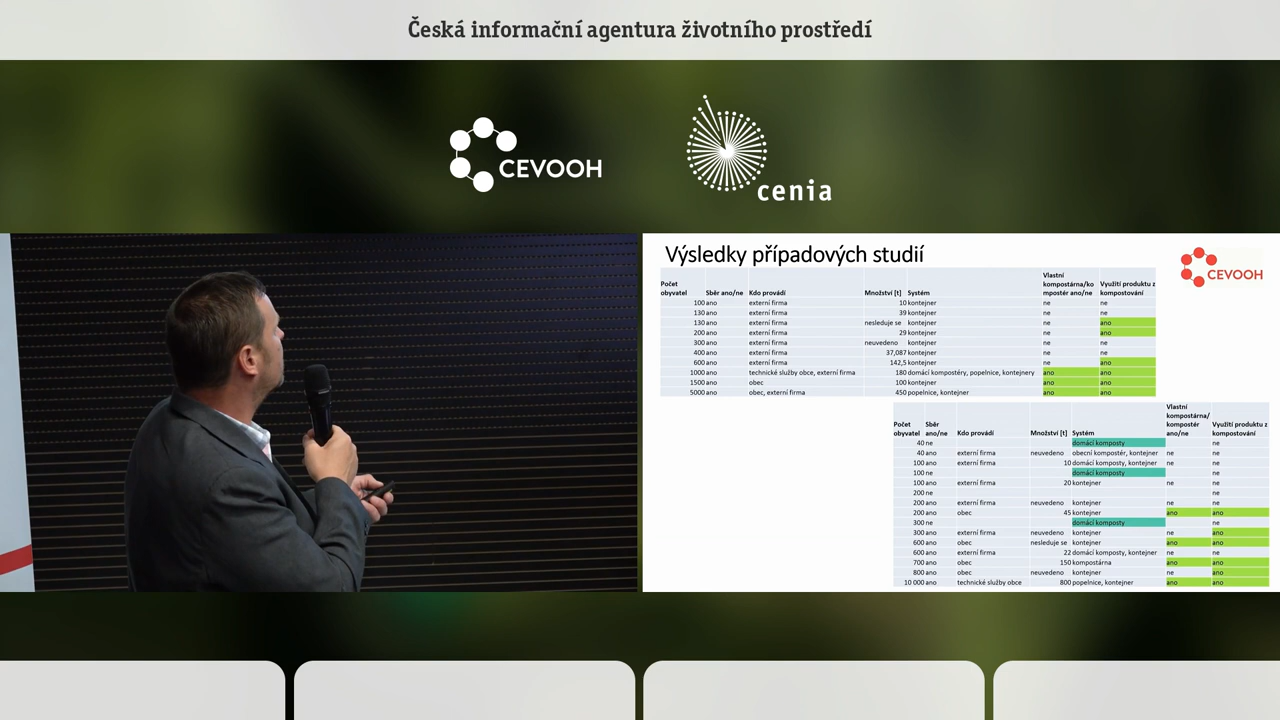 Česká informační agentura životního prostředí
CEVOOH
cenia
Výsledky případových studií
CEVOOH
Počet obyvatel Sběr ano/ne Kdo provádí Množství [t] Systém Vlastní kompostárna/kompostér ano/ne Využití produktu z kompostování
100 ano externí firma 10 kontejner ne ne
130 ano externí firma 39 kontejner ne ne
130 ano externí firma nesleduje se kontejner ne ano
200 ano externí firma 29 kontejner ne ano
300 ano externí firma neuvedeno kontejner ne ne
400 ano externí firma 37,087 kontejner ne ne
600 ano externí firma 142,5 kontejner ne ano
1000 ano technické služby obce, externí firma 180 domácí kompostéry, popelnice, kontejnery ano ano
1500 ano obec 100 kontejner ano ano
5000 ano obec, externí firma 450 popelnice, kontejner ano ano
Počet obyvatel Sběr ano/ne Kdo provádí Množství [t] Systém Vlastní kompostárna/kompostér ano/ne Využití produktu z kompostování
40 ne domácí komposty ne
40 ano externí firma neuvedeno obecní kompostér, kontejner ne ne
100 ano externí firma 10 domácí komposty, kontejner ne ne
100 ne domácí komposty ne
100 ano externí firma 20 kontejner ne ne
200 ne ne
200 ano externí firma neuvedeno kontejner ne ne
200 ano obec 45 kontejner ano ano
300 ne domácí komposty ne
300 ano externí firma neuvedeno kontejner ne ano
600 ano obec nesleduje se kontejner ano ano
600 ano externí firma 22 domácí komposty, kontejner ne ne
700 ano obec 150 kompostárna ano ano
800 ano obec neuvedeno kontejner ne ano
10 000 ano technické služby obce 800 popelnice, kontejner ano ano